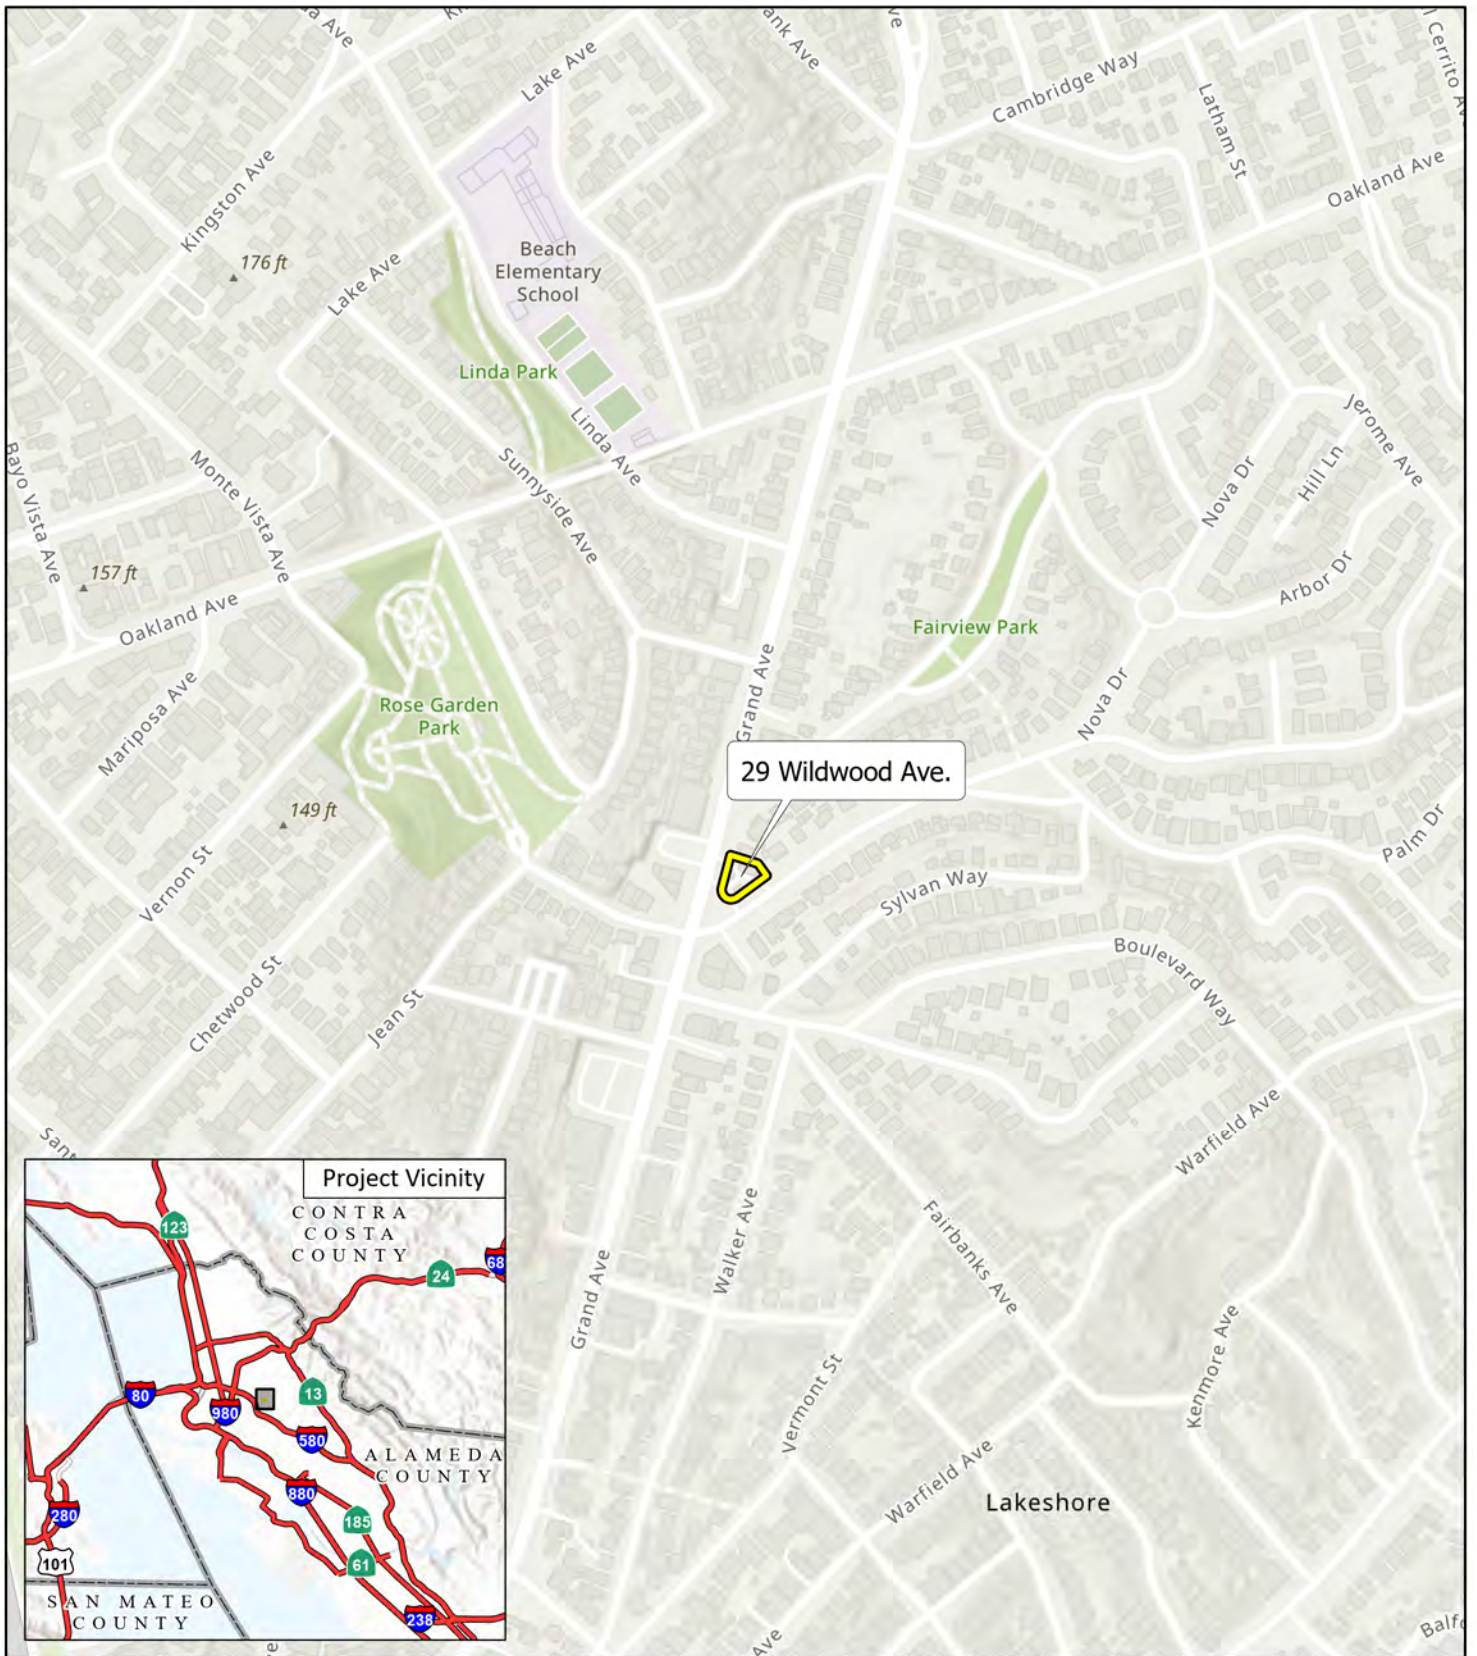 Lake Ave
Cambridge Way
Latham St
Oakland Ave
Kingston Ave
176 ft
Lake Ave
Beach
Elementary
School
Linda Park
Linda Ave
Sunnyside Ave
Jerome Ave
Hill Ln
Nova Dr
Arbor Dr
Bayo Vista Ave
Monte Vista Ave
157 ft
Oakland Ave
Fairview Park
Grand Ave
Nova Dr
Mariposa Ave
Rose Garden
Park
29 Wildwood Ave.
149 ft
Vernon St
Palm Dr
Sylvan Way
Boulevard Way
Chetwood St
Jean St
Warfield Ave
Walker Ave
Fairbanks Ave
Grand Ave
Kenmore Ave
Vermont St
Warfield Ave
Lakeshore
Ave
Project Vicinity
CONTRA
COSTA
COUNTY
123
24
68
80
980
13
580
ALAMEDA
COUNTY
880
185
280
101
61
SAN MATEO
COUNTY
238